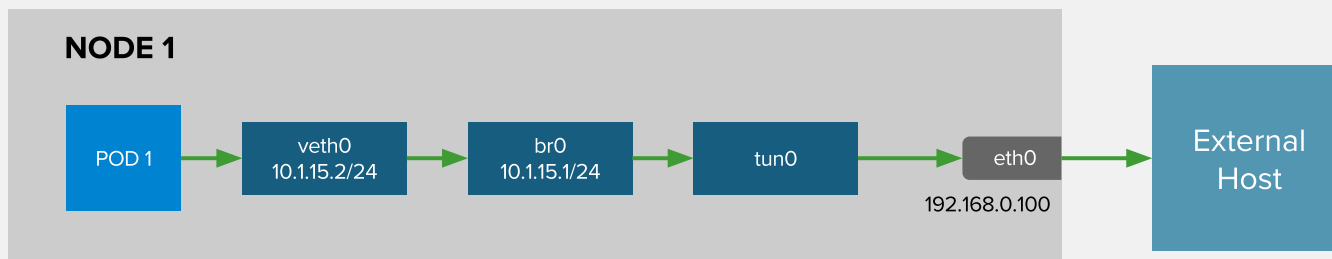 NODE 1
POD 1
veth0
10.1.15.2/24
br0
10.1.15.1/24
tun0
eth0
192.168.0.100
External
Host